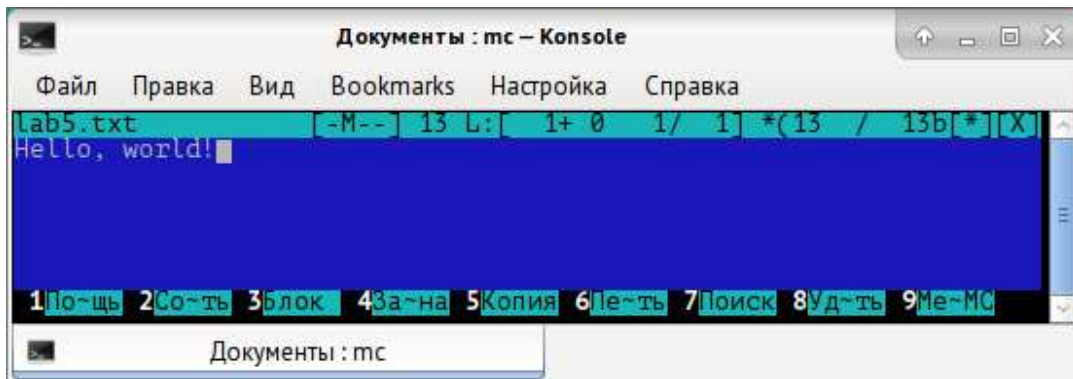 Документы : mc – Konsole
Файл Правка Вид Bookmarks Настройка Справка
lab5.txt [-M--] 13 L:[ 1+ 0 1/ 1] *(13 / 13b[*][X]
Hello, world!
1По~щь 2Со~ть 3Блок 4За~на 5Копия 6Пе~ть 7Поиск 8Уд~ть 9Ме~МС
Документы : mc